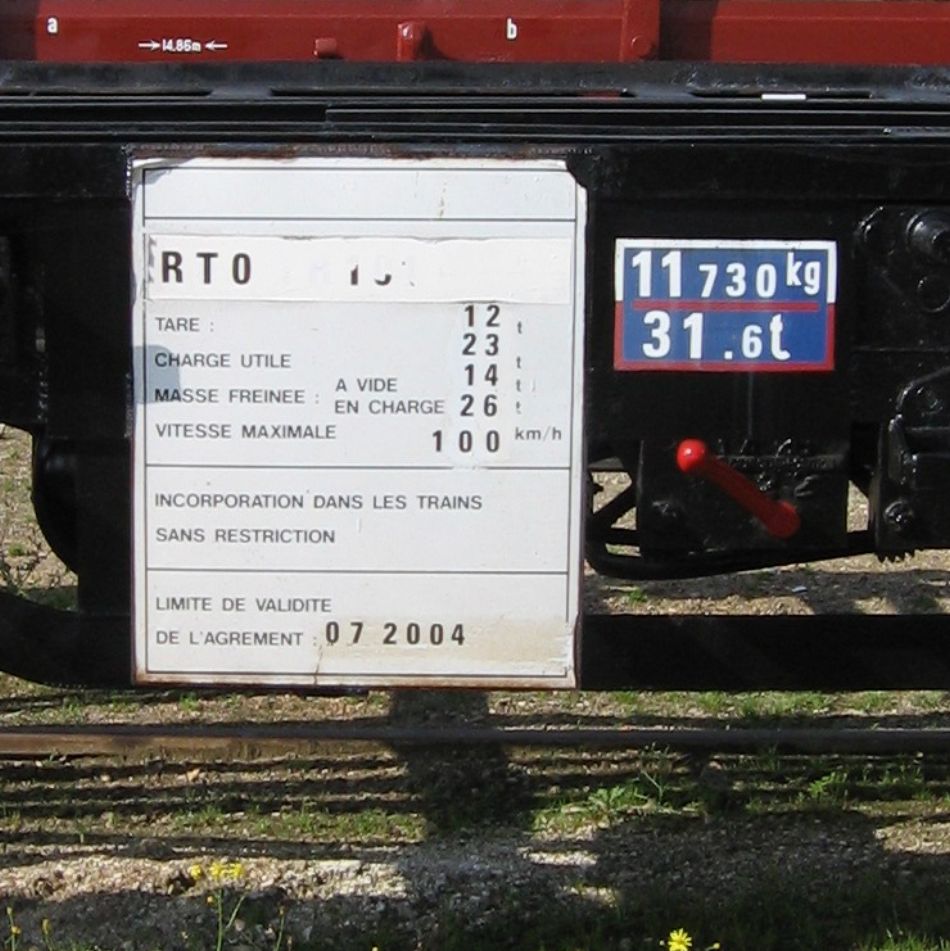 a
b
14.86m
RTO
TARE : 12 t
CHARGE UTILE 23 t
MASSE FREINEE : A VIDE 14 t
EN CHARGE 26 t
VITESSE MAXIMALE 100 km/h
INCORPORATION DANS LES TRAINS
SANS RESTRICTION
LIMITE DE VALIDITE
DE L'AGREMENT : 07 2004
11 730 kg
31.6t